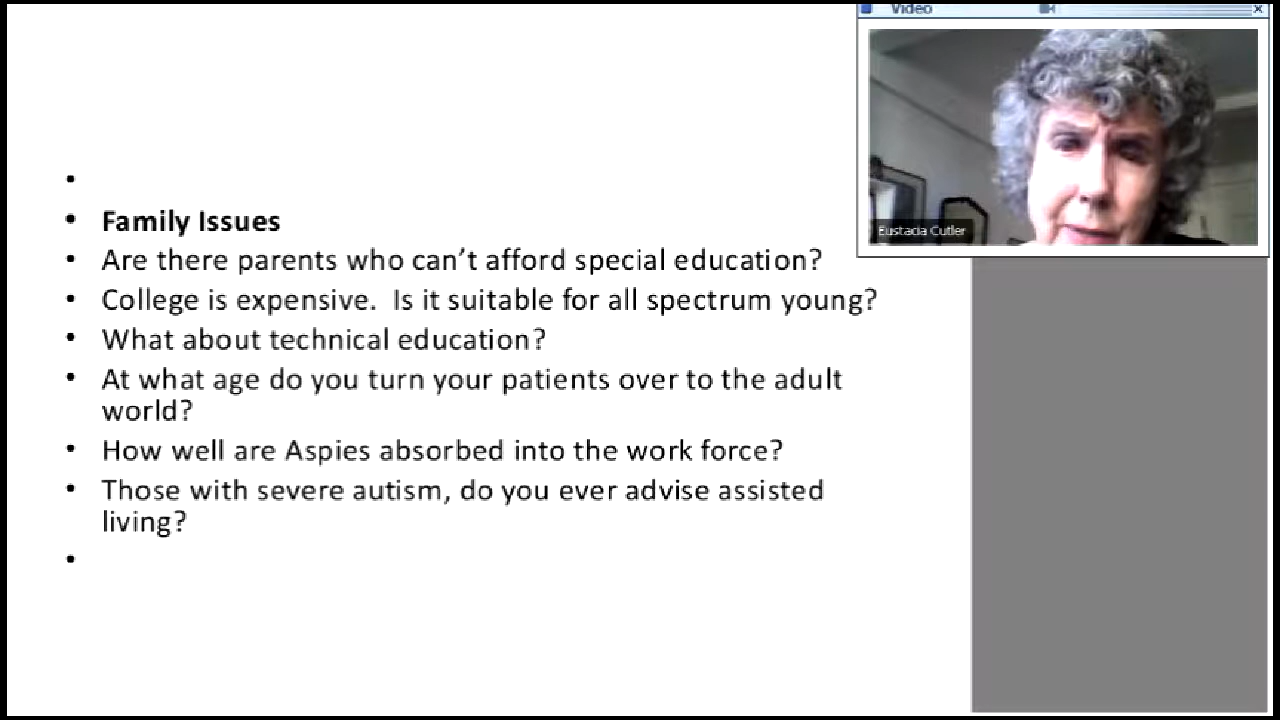 Video
Eustacia Cutler
Family Issues
Are there parents who can't afford special education?
College is expensive.  Is it suitable for all spectrum young?
What about technical education?
At what age do you turn your patients over to the adult
world?
How well are Aspies absorbed into the work force?
Those with severe autism, do you ever advise assisted
living?